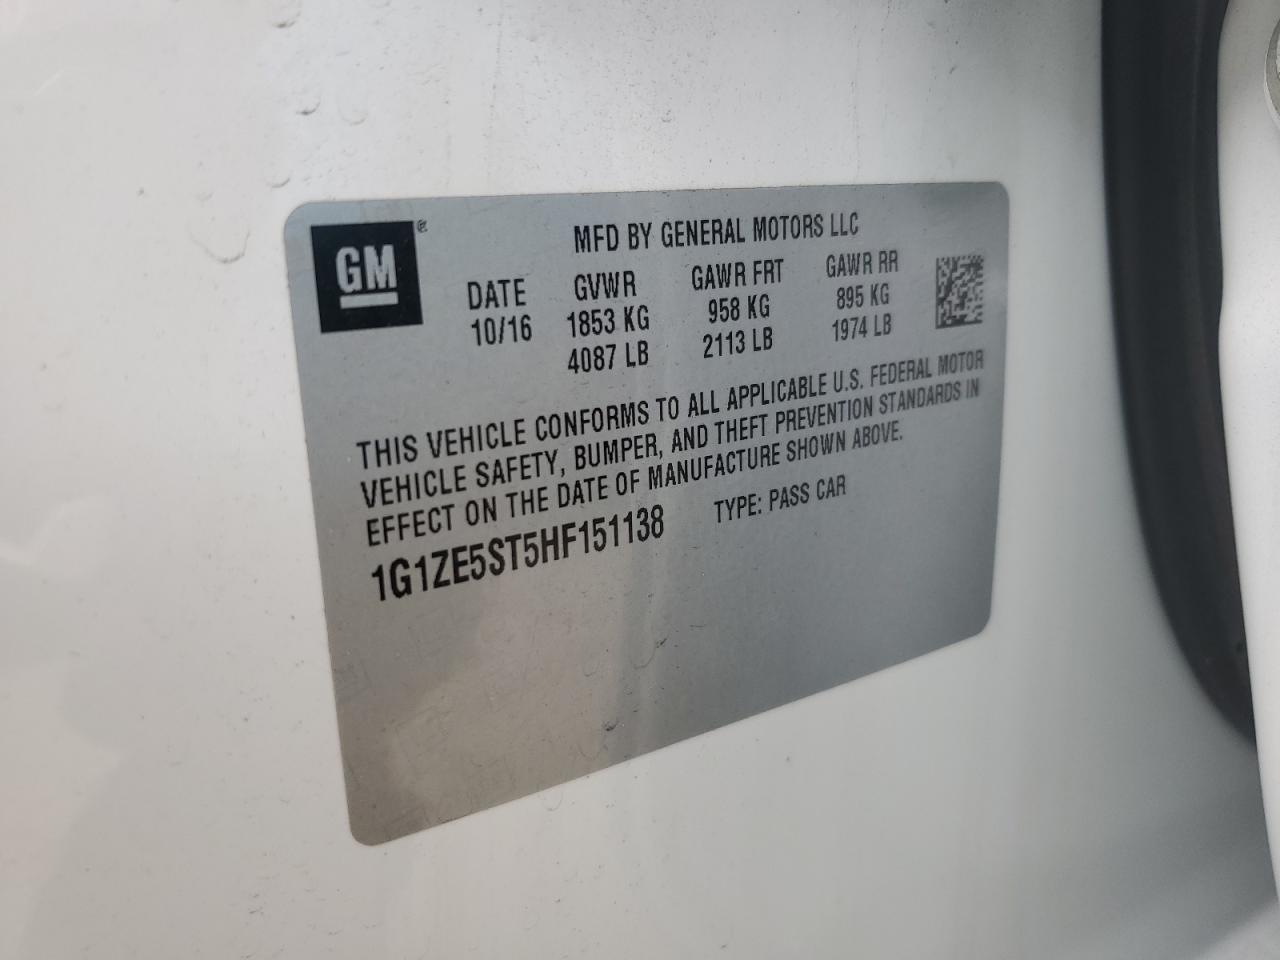 GM®
MFD BY GENERAL MOTORS LLC
DATE GVWR GAWR FRT GAWR RR
10/16 1853 KG 958 KG 895 KG
4087 LB 2113 LB 1974 LB
THIS VEHICLE CONFORMS TO ALL APPLICABLE U.S. FEDERAL MOTOR
VEHICLE SAFETY, BUMPER, AND THEFT PREVENTION STANDARDS IN
EFFECT ON THE DATE OF MANUFACTURE SHOWN ABOVE.
1G1ZE5ST5HF151138 TYPE: PASS CAR